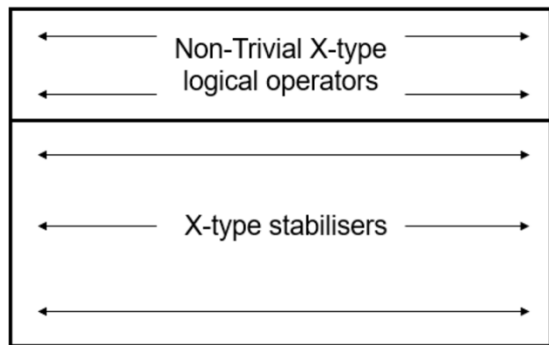 Non-Trivial X-type
logical operators
X-type stabilisers